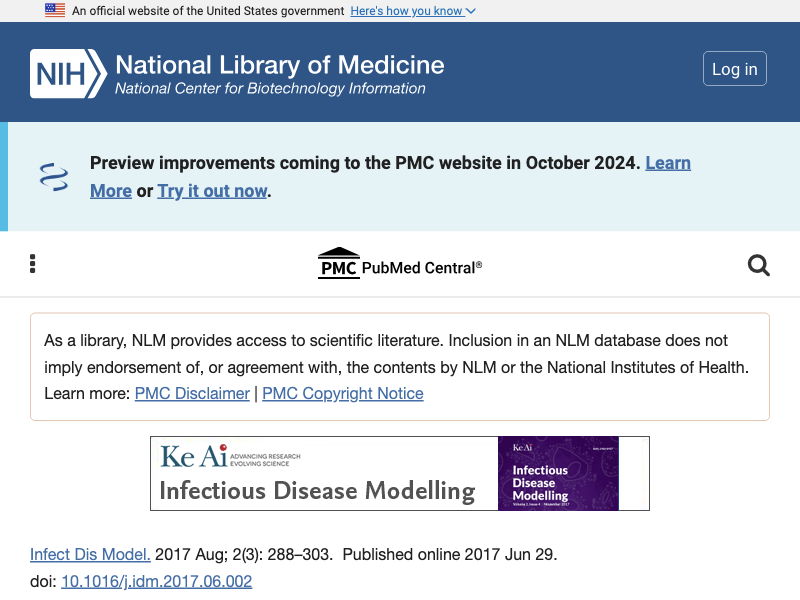 An official website of the United States government Here's how you know
NIH National Library of Medicine
National Center for Biotechnology Information
Log in
Preview improvements coming to the PMC website in October 2024. Learn
More or Try it out now.
PMC PubMed Central®
As a library, NLM provides access to scientific literature. Inclusion in an NLM database does not
imply endorsement of, or agreement with, the contents by NLM or the National Institutes of Health.
Learn more: PMC Disclaimer | PMC Copyright Notice
Ke Ai ADVANCING RESEARCH
EVOLVING SCIENCE
Infectious Disease Modelling
Ke Ai
Infectious
Disease
Modelling
Infect Dis Model. 2017 Aug; 2(3): 288–303. Published online 2017 Jun 29.
doi: 10.1016/j.idm.2017.06.002